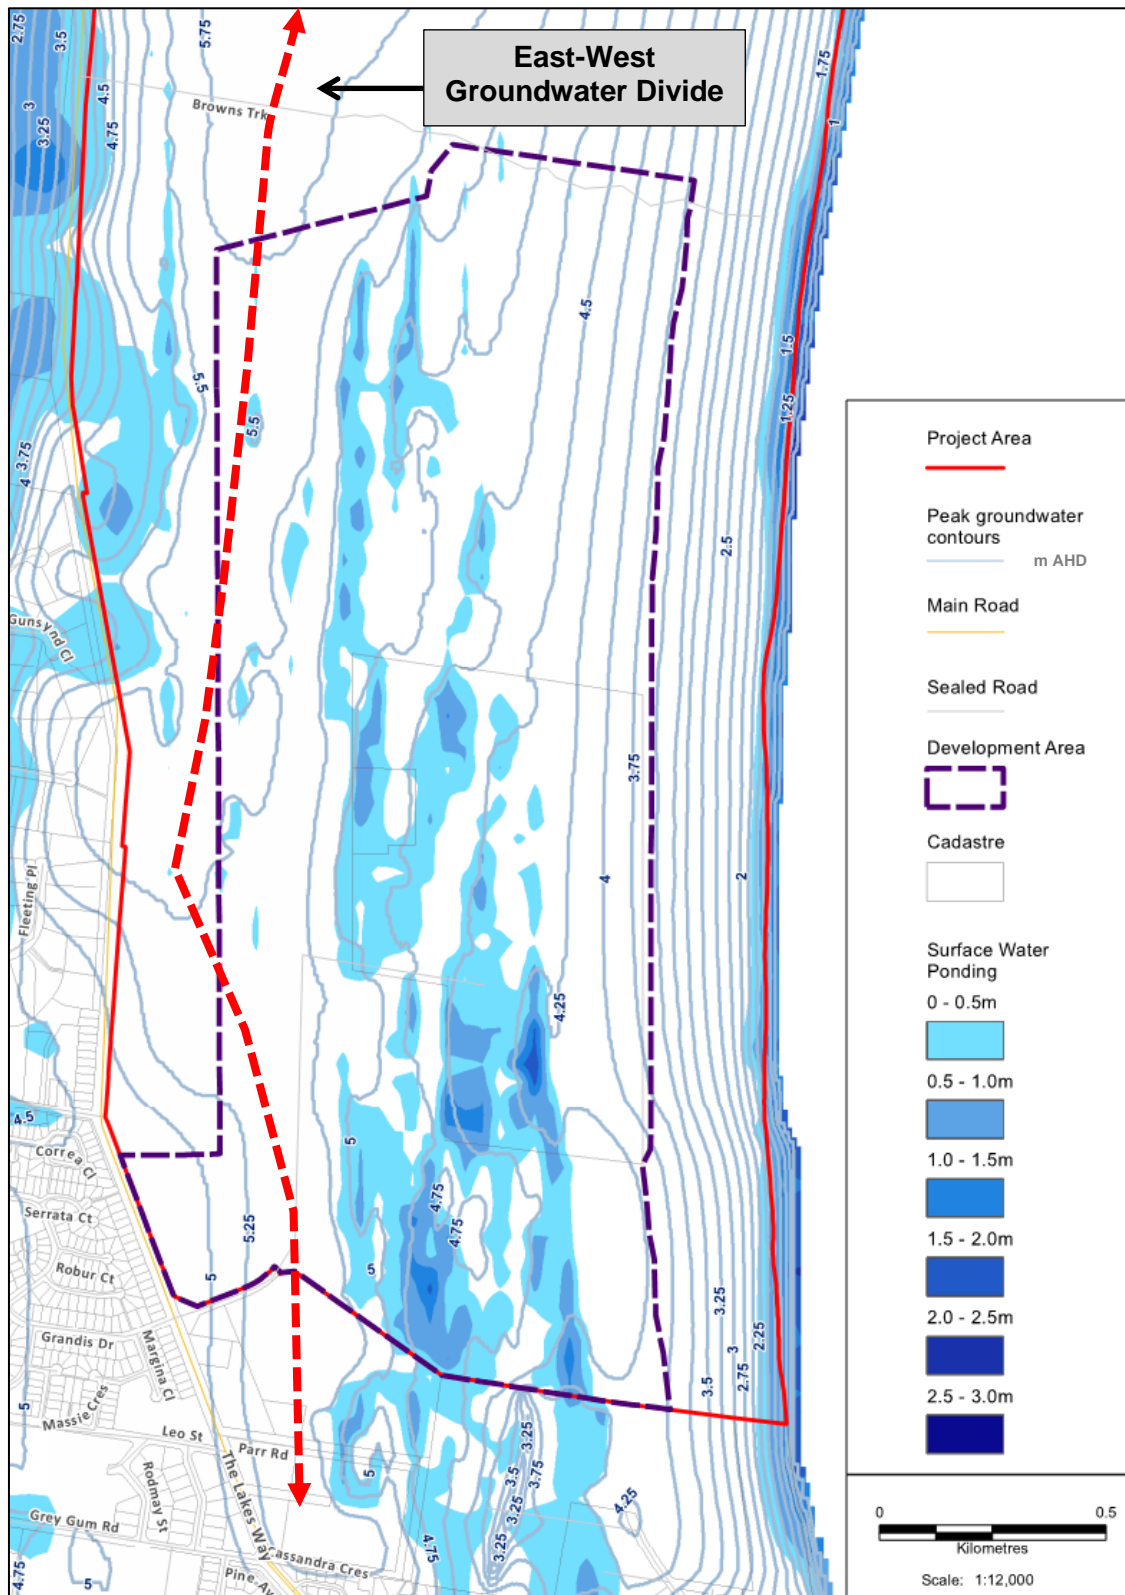 East-West
Groundwater Divide
2.75
3.5
3
3.25
4.5
4.75
5.75
Browns Trk
1.75
1
4.5
1.5
1.25
5.5
5.5
3.75
4
2.5
Gunsynd Cl
3.75
4
2
Fleeting Pl
4.25
4.5
Correa Cl
Serrata Ct
Robur Ct
Grandis Dr
Margina Cl
Massie Cres
5
5
5.25
5
5
4.75
4.75
3.25
3
2.25
2.75
3.5
Leo St
Parr Rd
The Lakes Way
Rodmay St
Grey Gum Rd
Cassandra Cres
Pine Av
5
3.25
3.5
3.75
3.25
3.25
4.25
4.75
4.75
5
Project Area
Peak groundwater
contours
m AHD
Main Road
Sealed Road
Development Area
Cadastre
Surface Water
Ponding
0 - 0.5m
0.5 - 1.0m
1.0 - 1.5m
1.5 - 2.0m
2.0 - 2.5m
2.5 - 3.0m
0
0.5
Kilometres
Scale: 1:12,000